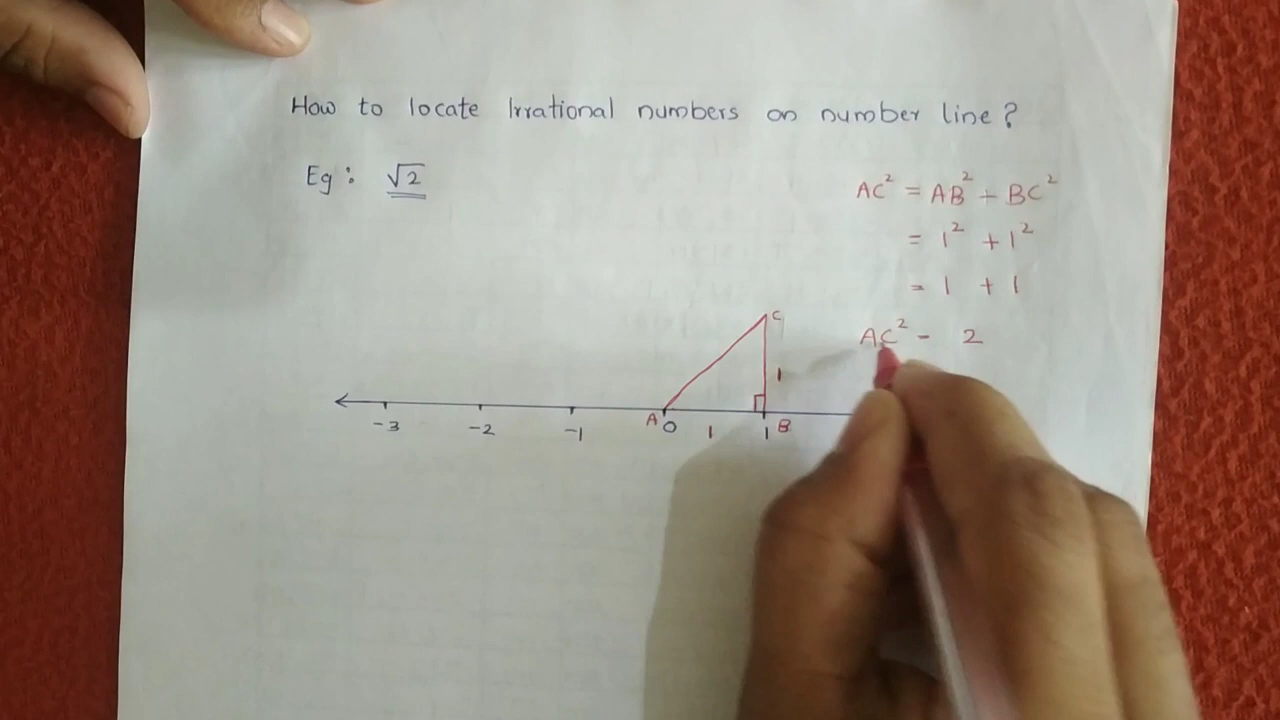 How to locate Irrational numbers on number line?
Eg: √2
AC² = AB² + BC²
= 1² + 1²
= 1 + 1
AC² - 2
C
1
-3 -2 -1 A 0 1 1 B